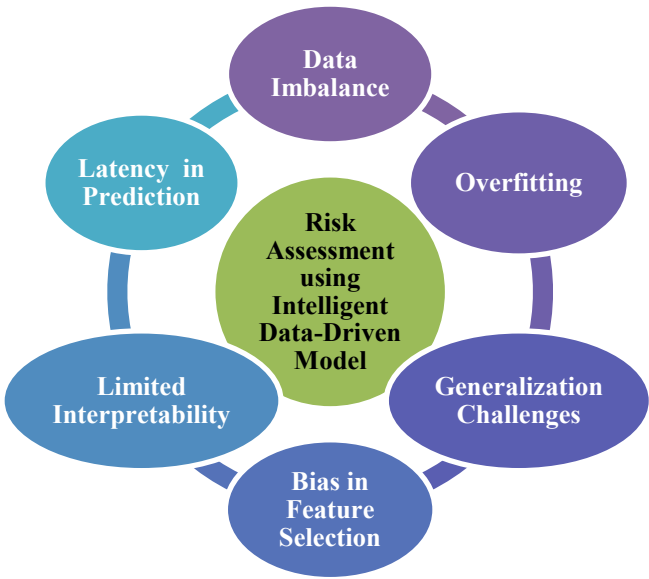 Data
Imbalance
Overfitting
Generalization
Challenges
Bias in
Feature
Selection
Limited
Interpretability
Latency in
Prediction
Risk
Assessment
using
Intelligent
Data-Driven
Model